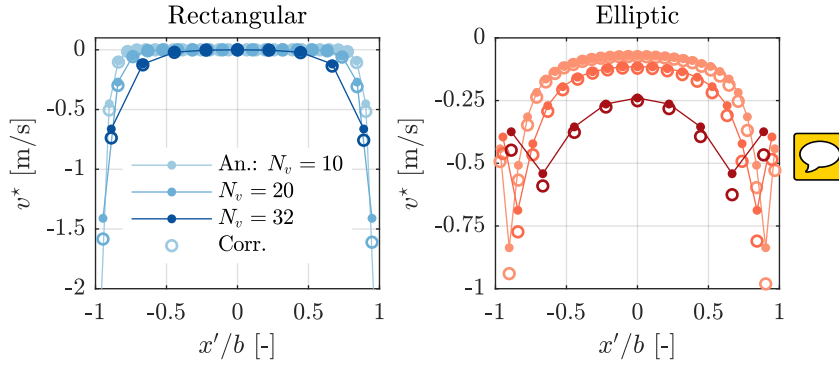 Rectangular
0
-0.5
-1
-1.5
-2
v* [m/s]
An.: N_v = 10
N_v = 20
N_v = 32
Corr.
-1 -0.5 0 0.5 1
x′/b [-]
Elliptic
0
-0.25
-0.5
-0.75
-1
v* [m/s]
-1 -0.5 0 0.5 1
x′/b [-]